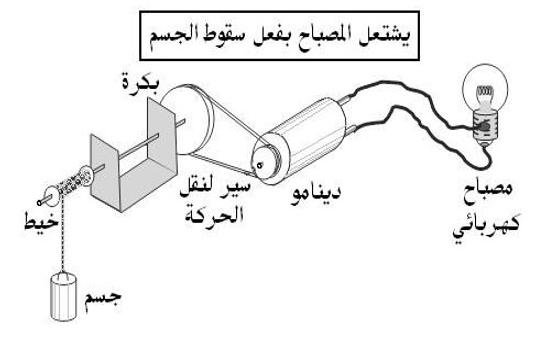 يشتعل المصباح بفعل سقوط الجسم
بكرة
سير لنقل
الحركة
دينامو
مصباح
كهربائي
خيط
جسم